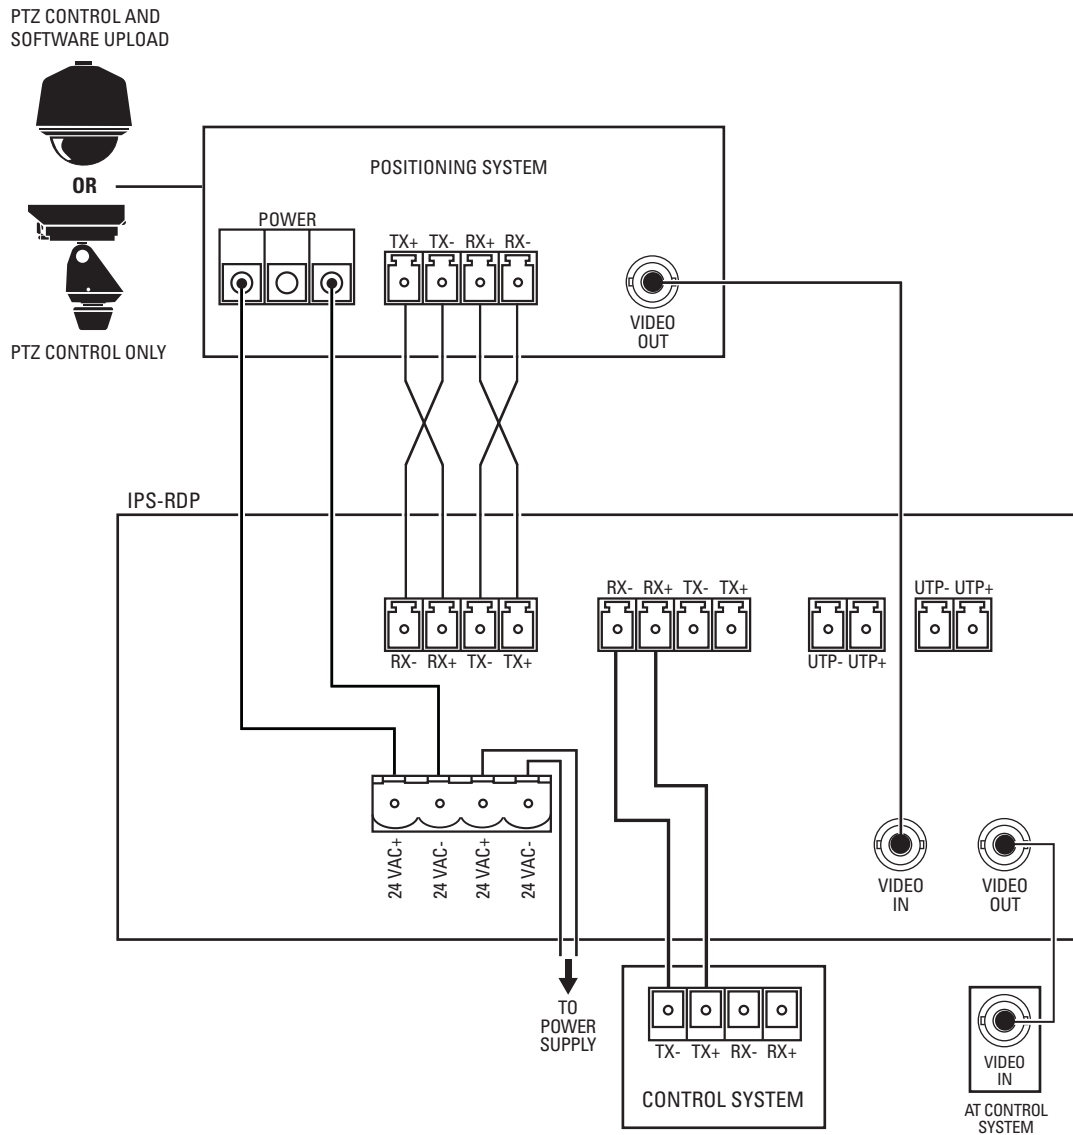 PTZ CONTROL AND
SOFTWARE UPLOAD
OR
PTZ CONTROL ONLY
POSITIONING SYSTEM
POWER
TX+ TX- RX+ RX-
VIDEO
OUT
IPS-RDP
RX- RX+ TX- TX+
RX- RX+ TX- TX+
UTP- UTP+
UTP- UTP+
24 VAC+
24 VAC-
24 VAC+
24 VAC-
VIDEO
IN
VIDEO
OUT
TO
POWER
SUPPLY
TX- TX+ RX- RX+
CONTROL SYSTEM
VIDEO
IN
AT CONTROL
SYSTEM